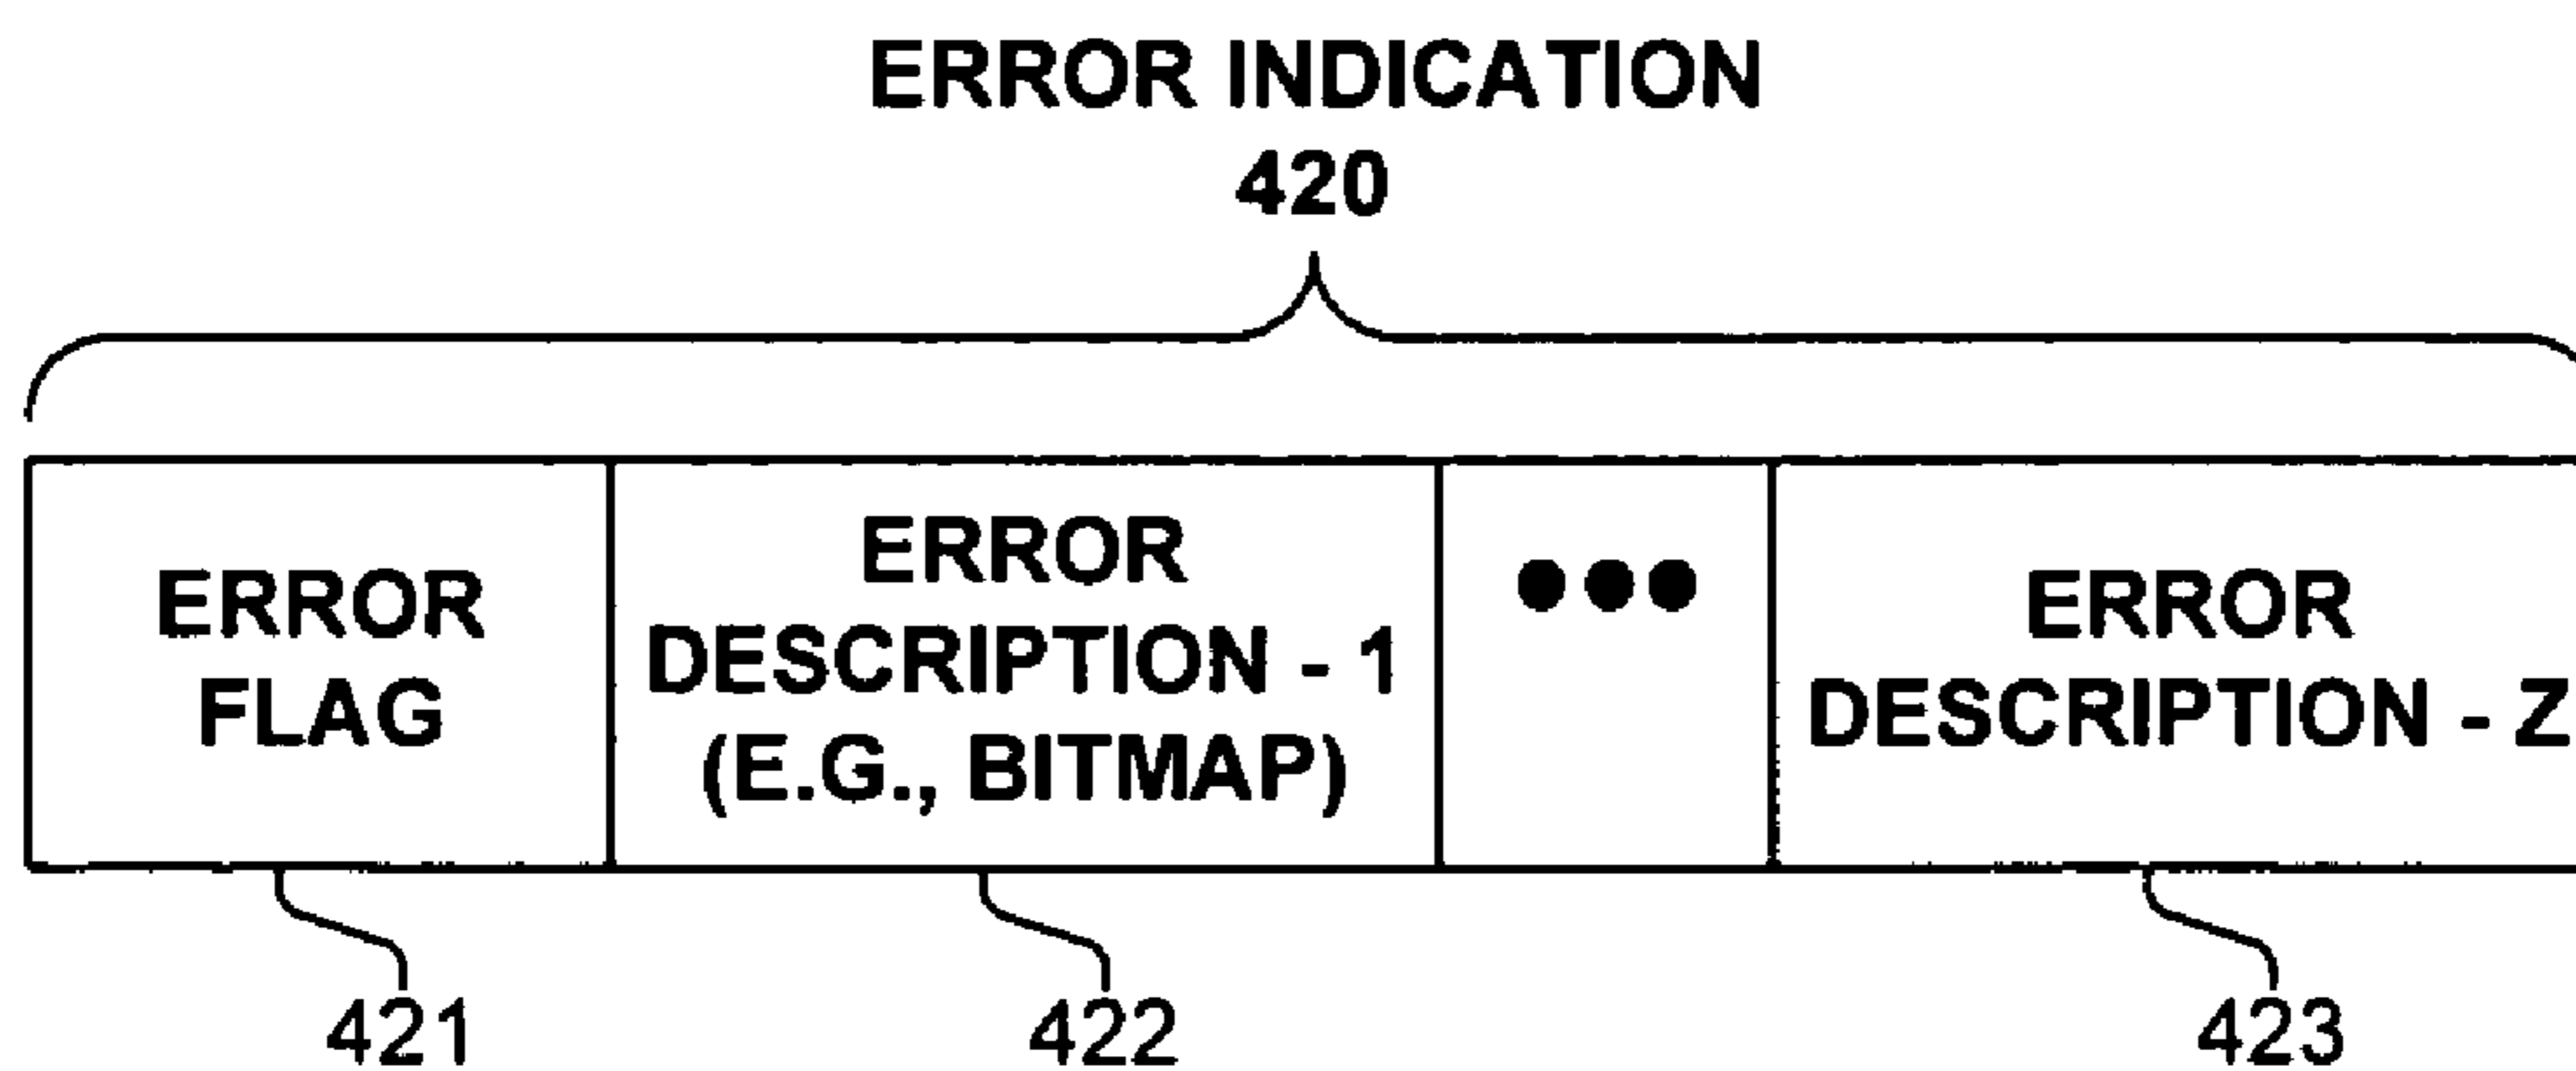 ERROR INDICATION
420
ERROR
FLAG
ERROR
DESCRIPTION - 1
(E.G., BITMAP)
●●●
ERROR
DESCRIPTION - Z
421
422
423